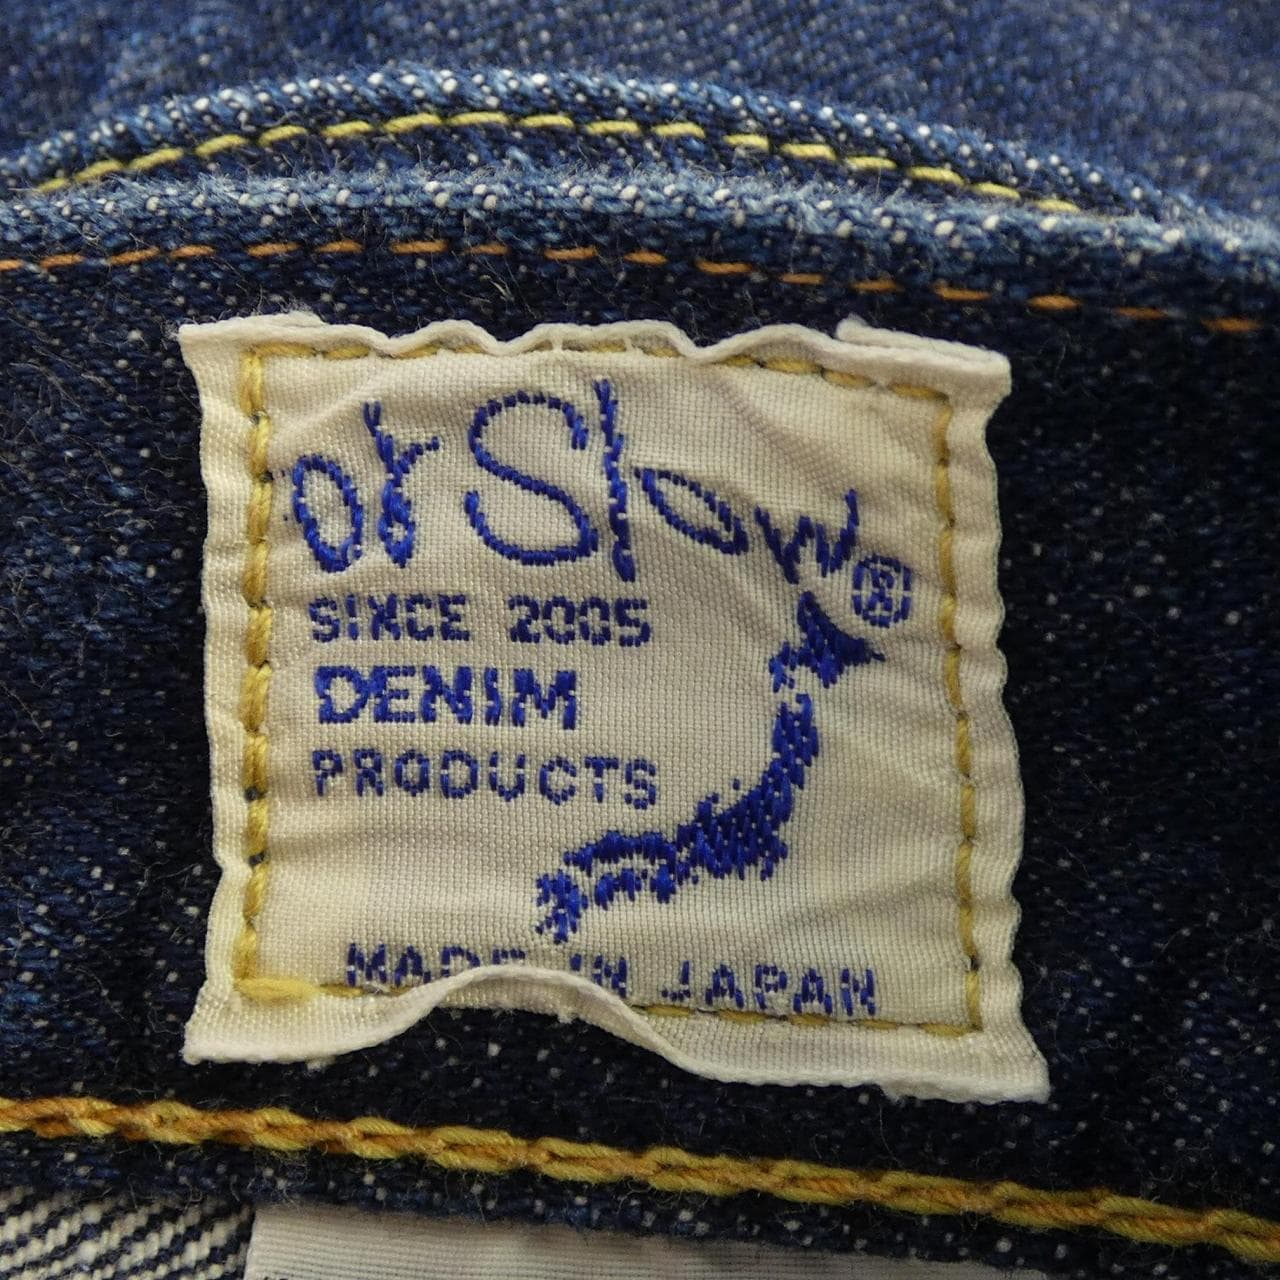 or Slow®
SINCE 2005
DENIM
PRODUCTS
MADE IN JAPAN